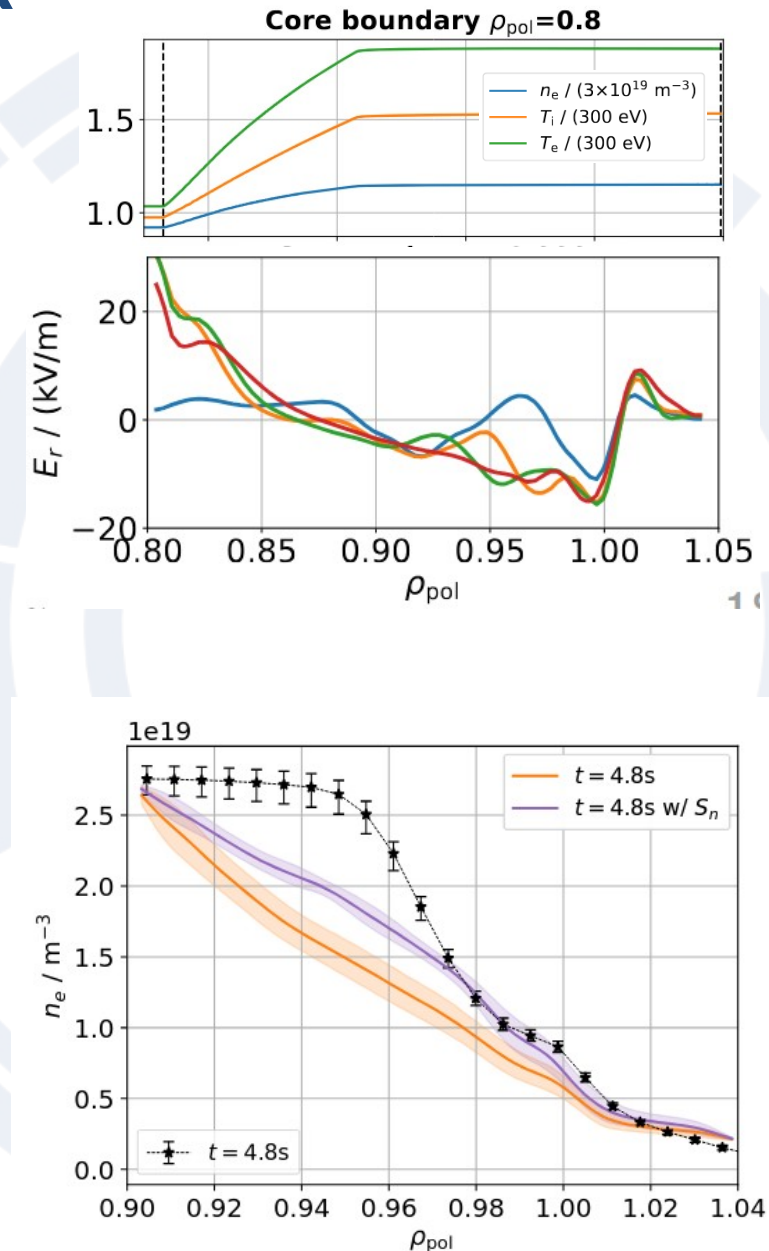 Core boundary ρpol=0.8
1.5
1.0
ne / (3×10¹⁹ m⁻³)
Ti / (300 eV)
Te / (300 eV)
20
0
−20
Er / (kV/m)
0.80 0.85 0.90 0.95 1.00 1.05
ρpol
1e19
2.5
2.0
1.5
1.0
0.5
0.0
ne / m⁻³
t = 4.8s
t = 4.8s w/ Sn
t = 4.8s
0.90 0.92 0.94 0.96 0.98 1.00 1.02 1.04
ρpol